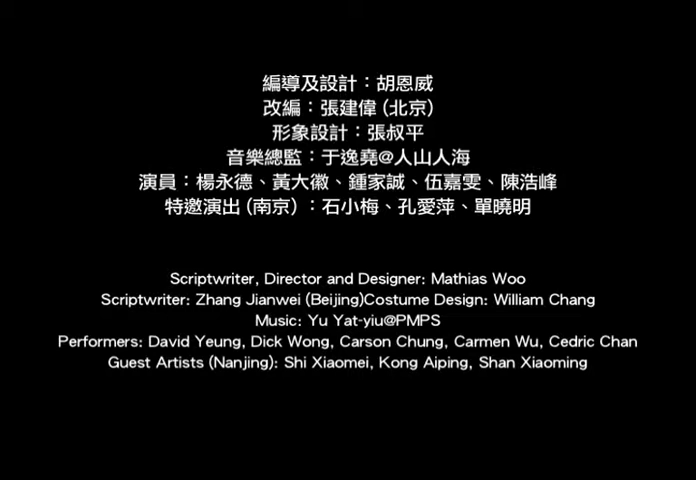 編導及設計：胡恩威
改編：張建偉（北京）
形象設計：張叔平
音樂總監：于逸堯@人山人海
演員：楊永德、黃大徽、鍾家誠、伍嘉雯、陳浩峰
特邀演出（南京）：石小梅、孔愛萍、單曉明
Scriptwriter, Director and Designer: Mathias Woo
Scriptwriter: Zhang Jianwei (Beijing)Costume Design: William Chang
Music: Yu Yat-yiu@PMPS
Performers: David Yeung, Dick Wong, Carson Chung, Carmen Wu, Cedric Chan
Guest Artists (Nanjing): Shi Xiaomei, Kong Aiping, Shan Xiaoming